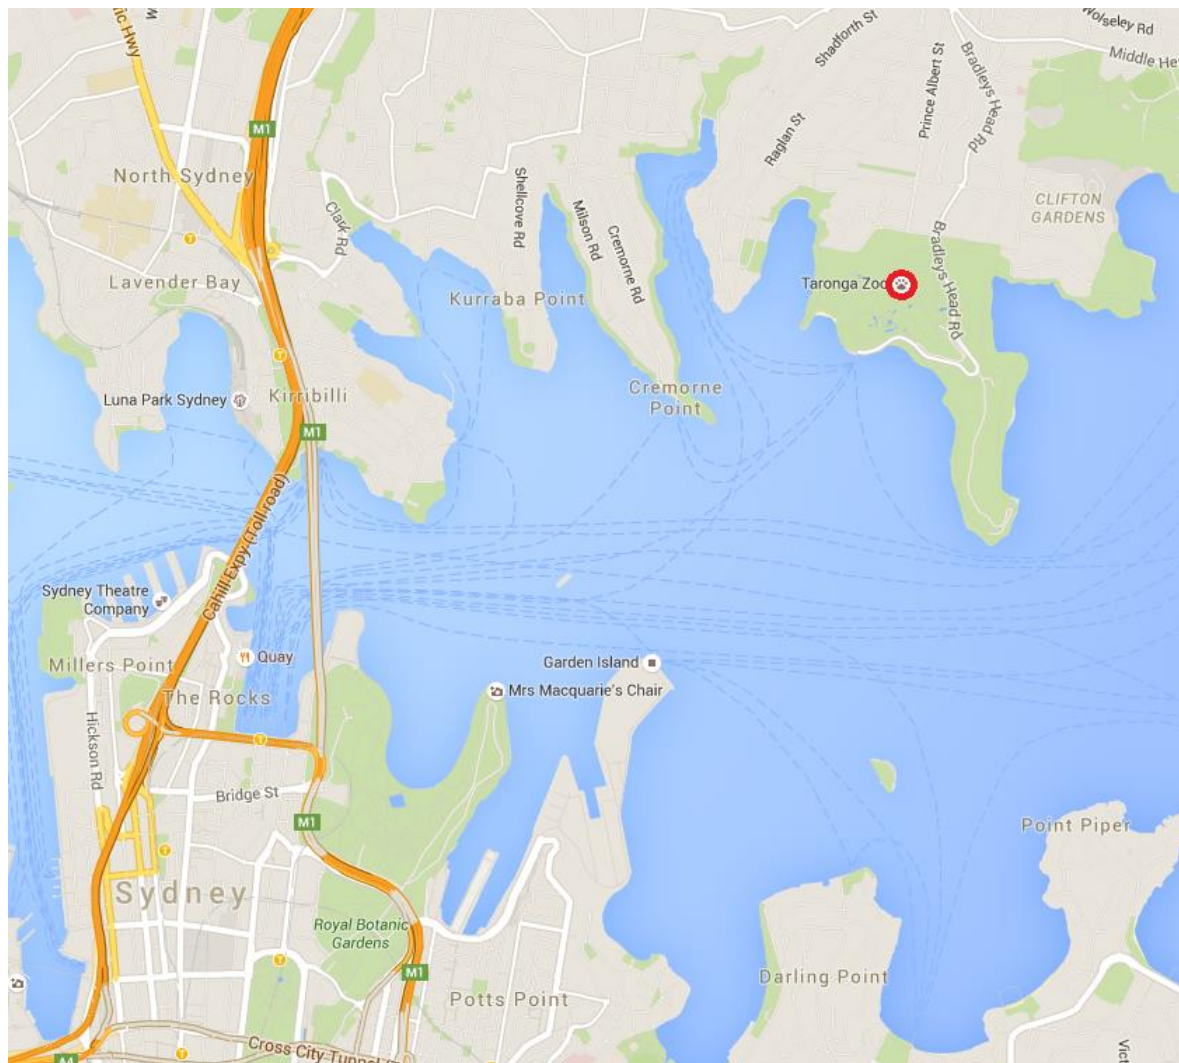 Wolseley Rd
Middle He
ic Hwy
Shadforth St
Prince Albert St
Bradleys Head Rd
M1
Raglan St
North Sydney
Shellcove Rd
Milson Rd
Cremorne Rd
Clark Rd
CLIFTON
GARDENS
Bradleys Head Rd
Lavender Bay
Kurraba Point
Taronga Zoo
Luna Park Sydney
Kirribilli
Cremorne
Point
M1
Cahill Expy (Toll road)
Sydney Theatre
Company
Millers Point
Quay
Garden Island
The Rocks
Mrs Macquarie's Chair
Hickson Rd
Bridge St
M1
Point Piper
Sydney
Royal Botanic
Gardens
M1
Potts Point
Darling Point
Cross City Tunnel
Vict
A4